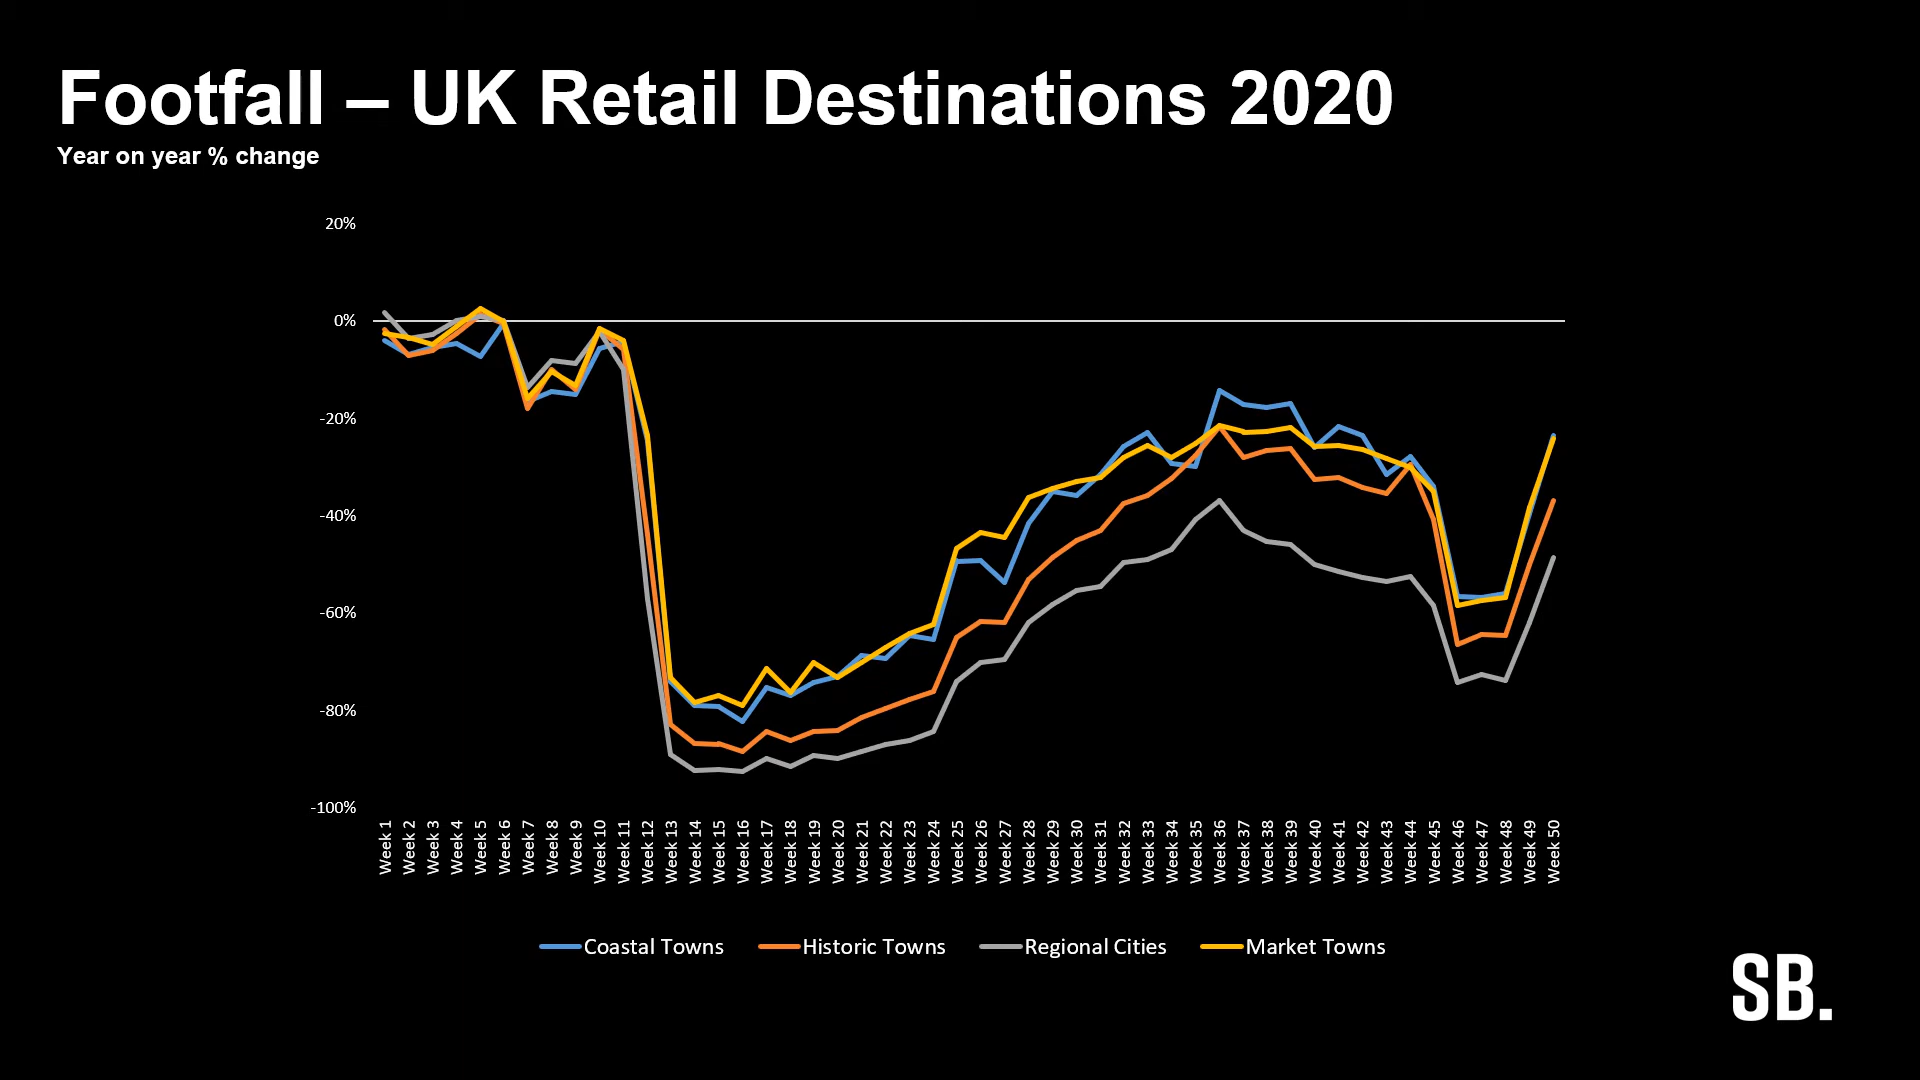 Footfall – UK Retail Destinations 2020
Year on year % change
20%
0%
-20%
-40%
-60%
-80%
-100%
Week 1
Week 2
Week 3
Week 4
Week 5
Week 6
Week 7
Week 8
Week 9
Week 10
Week 11
Week 12
Week 13
Week 14
Week 15
Week 16
Week 17
Week 18
Week 19
Week 20
Week 21
Week 22
Week 23
Week 24
Week 25
Week 26
Week 27
Week 28
Week 29
Week 30
Week 31
Week 32
Week 33
Week 34
Week 35
Week 36
Week 37
Week 38
Week 39
Week 40
Week 41
Week 42
Week 43
Week 44
Week 45
Week 46
Week 47
Week 48
Week 49
Week 50
Coastal Towns Historic Towns Regional Cities Market Towns
SB.